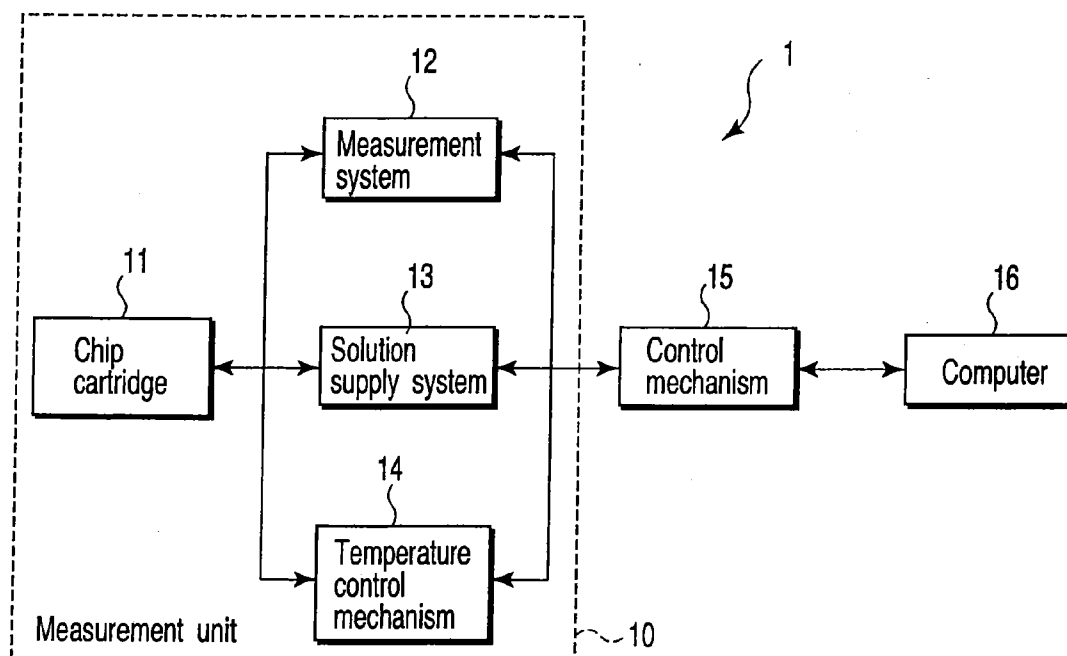 1
12
Measurement
system
11
Chip
cartridge
13
Solution
supply system
15
Control
mechanism
16
Computer
14
Temperature
control
mechanism
Measurement unit
10